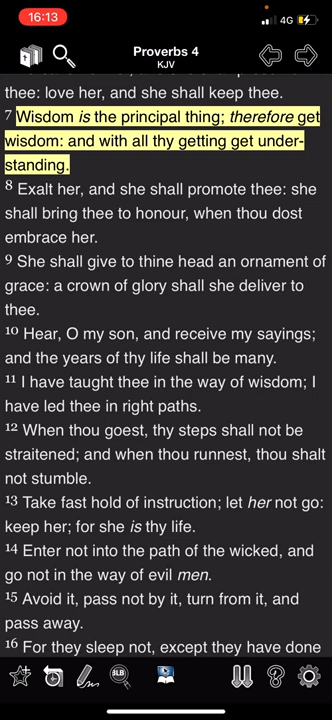 16:13
4G
Proverbs 4
KJV
thee: love her, and she shall keep thee.
7 Wisdom is the principal thing; therefore get
wisdom: and with all thy getting get under-
standing.
8 Exalt her, and she shall promote thee: she
shall bring thee to honour, when thou dost
embrace her.
9 She shall give to thine head an ornament of
grace: a crown of glory shall she deliver to
thee.
10 Hear, O my son, and receive my sayings;
and the years of thy life shall be many.
11 I have taught thee in the way of wisdom; I
have led thee in right paths.
12 When thou goest, thy steps shall not be
straitened; and when thou runnest, thou shalt
not stumble.
13 Take fast hold of instruction; let her not go:
keep her; for she is thy life.
14 Enter not into the path of the wicked, and
go not in the way of evil men.
15 Avoid it, pass not by it, turn from it, and
pass away.
16 For they sleep not, except they have done
BLB